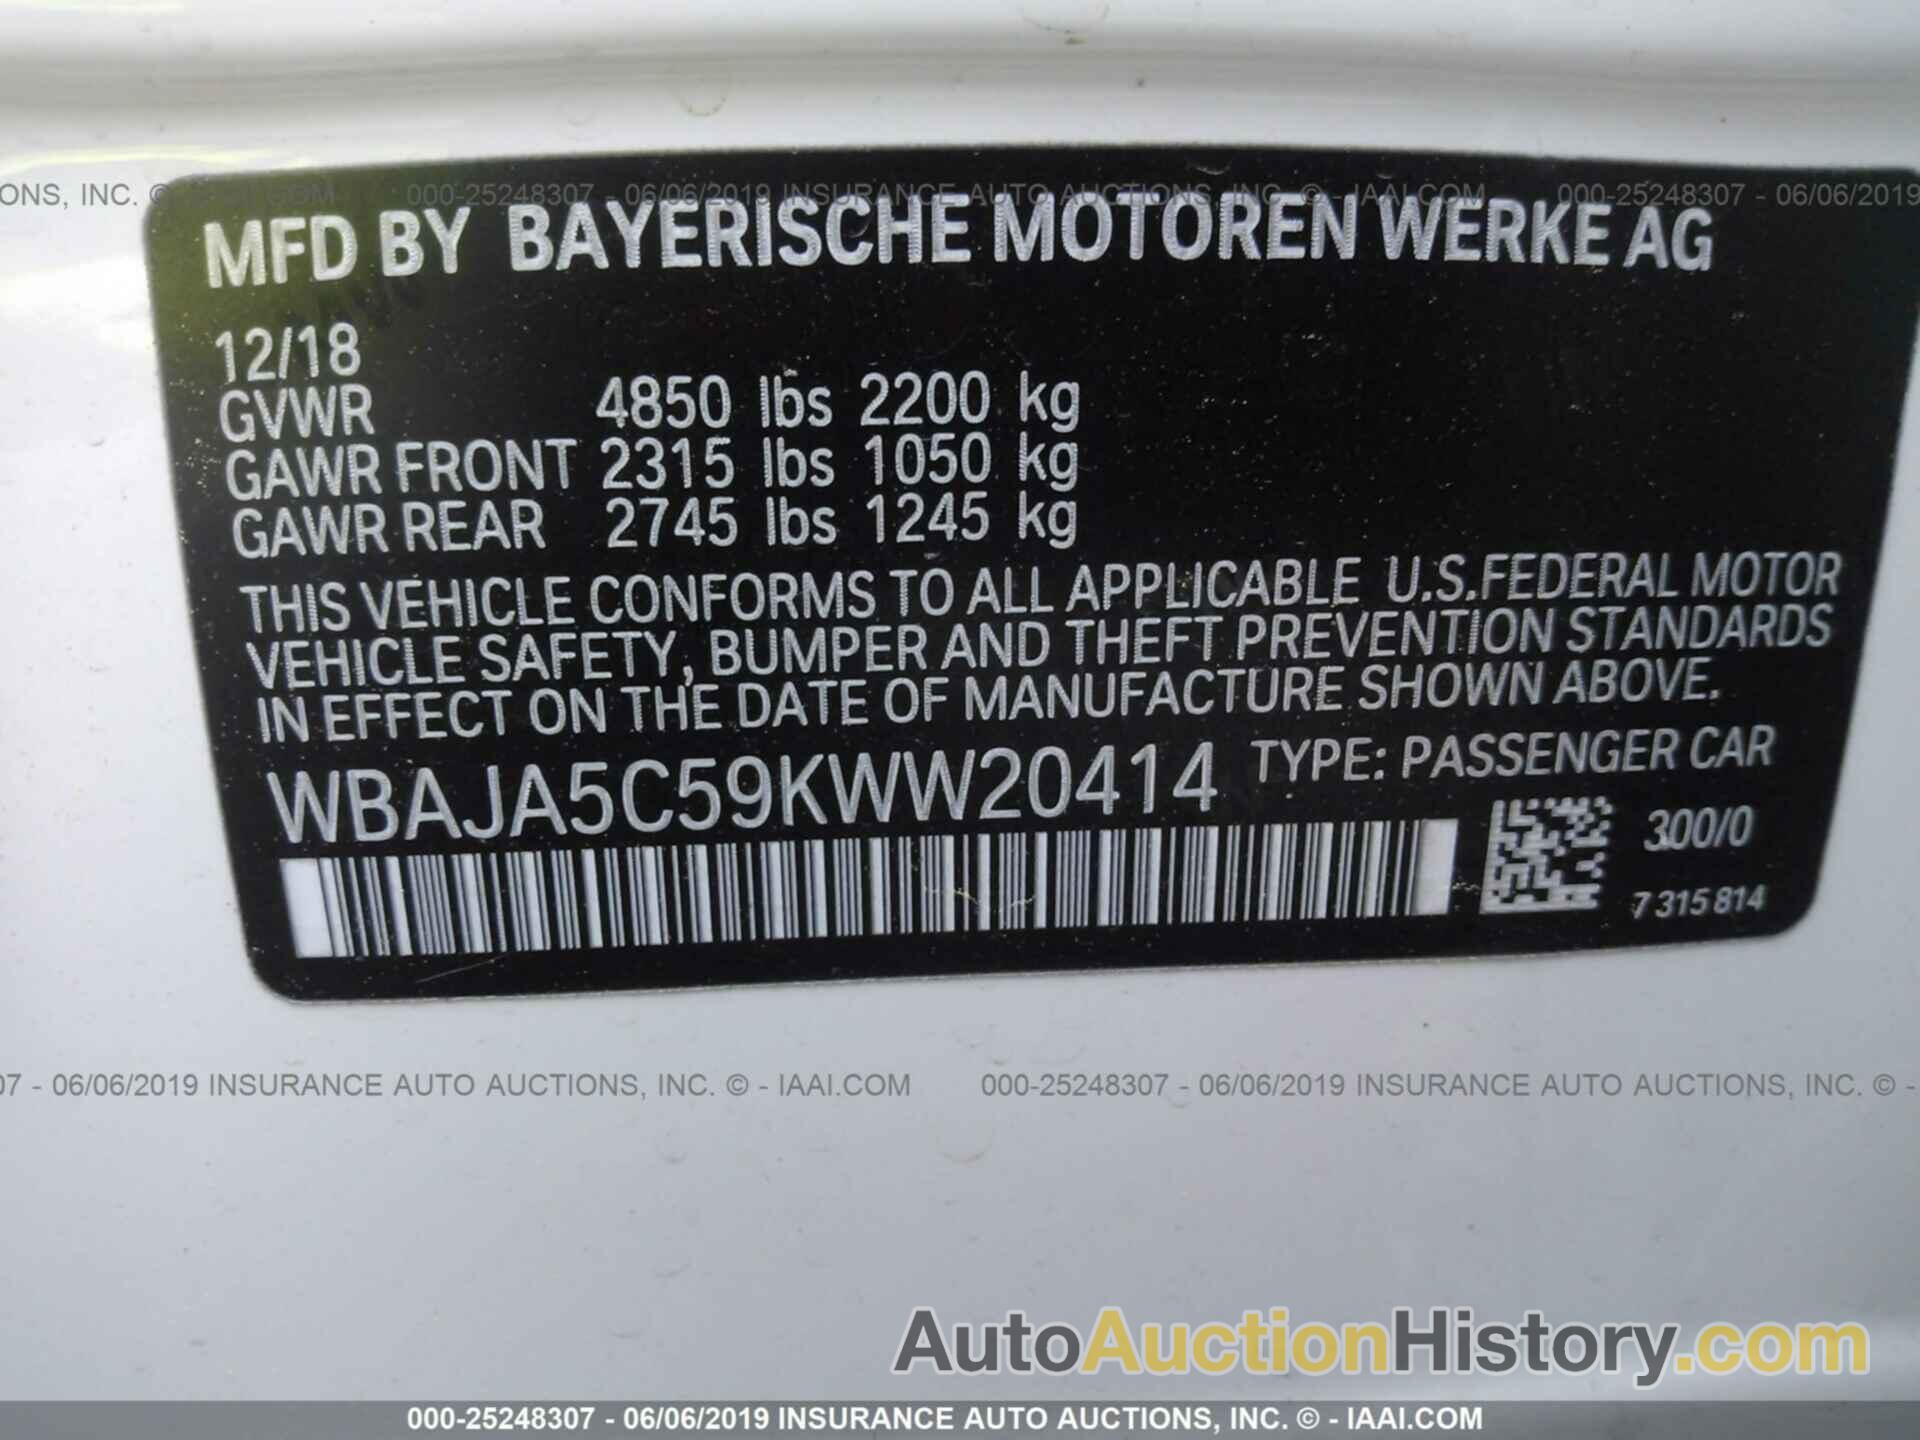 ONS, INC. © - IAAI.COM 000-25248307 - 06/06/2019 INSURANCE AUTO AUCTIONS, INC. © - IAAI.COM 000-25248307 - 06/06/2019
MFD BY BAYERISCHE MOTOREN WERKE AG
12/18
GVWR 4850 lbs 2200 kg
GAWR FRONT 2315 lbs 1050 kg
GAWR REAR 2745 lbs 1245 kg
THIS VEHICLE CONFORMS TO ALL APPLICABLE U.S.FEDERAL MOTOR
VEHICLE SAFETY, BUMPER AND THEFT PREVENTION STANDARDS
IN EFFECT ON THE DATE OF MANUFACTURE SHOWN ABOVE.
WBAJA5C59KWW20414 TYPE: PASSENGER CAR
300/0
7 315 814
07 - 06/06/2019 INSURANCE AUTO AUCTIONS, INC. © - IAAI.COM 000-25248307 - 06/06/2019 INSURANCE AUTO AUCTIONS, INC. © -
AutoAuctionHistory.com
000-25248307 - 06/06/2019 INSURANCE AUTO AUCTIONS, INC. © - IAAI.COM